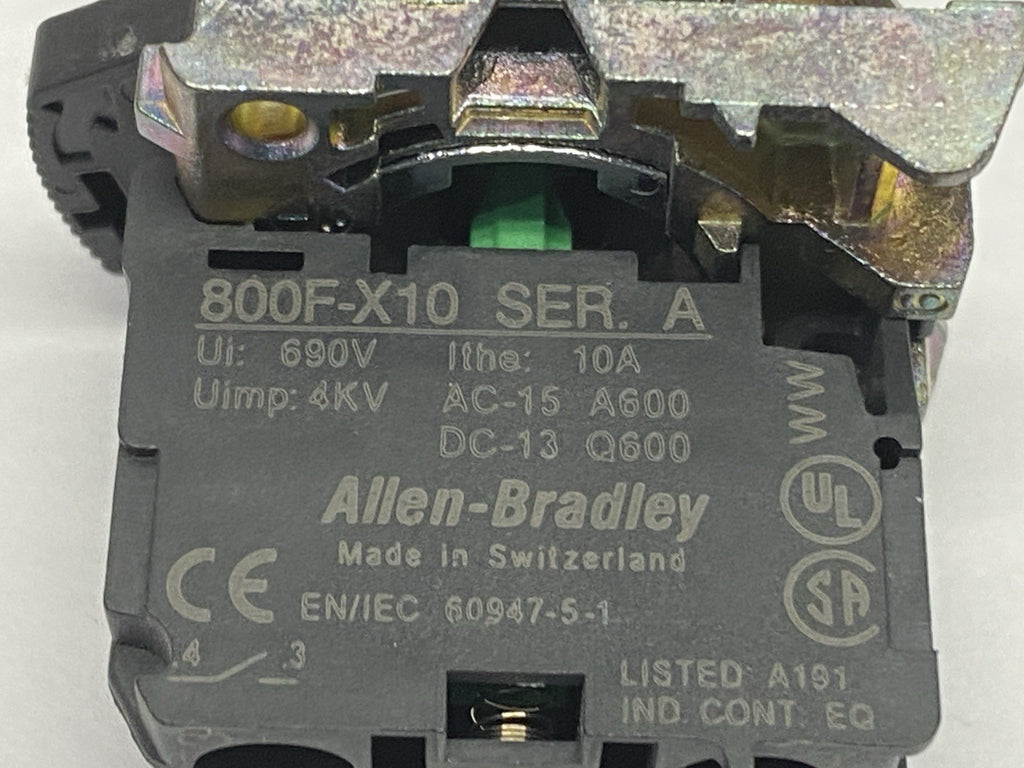 800F-X10 SER. A
Ui: 690V Ithe: 10A
Uimp: 4KV AC-15 A600
DC-13 Q600
WW
UL
Allen-Bradley
Made in Switzerland
CE
SA
EN/IEC 60947-5-1
.4 .3
LISTED A191
IND. CONT. EQ